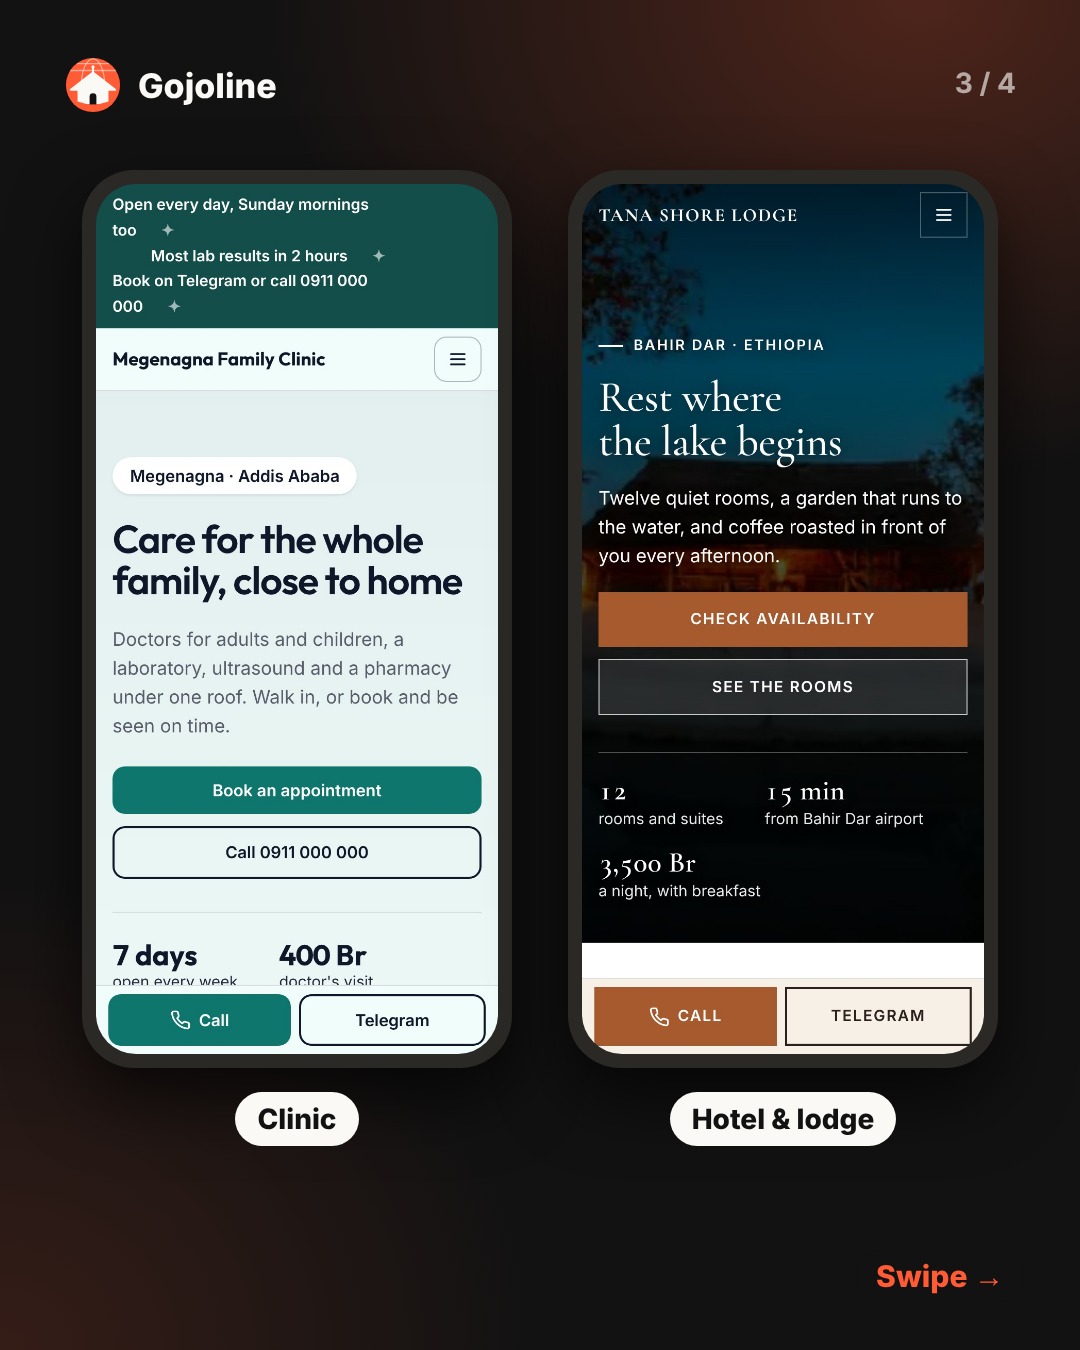 Gojoline
3 / 4
Open every day, Sunday mornings
too ✦
Most lab results in 2 hours ✦
Book on Telegram or call 0911 000
000 ✦
Megenagna Family Clinic
Megenagna · Addis Ababa
Care for the whole
family, close to home
Doctors for adults and children, a
laboratory, ultrasound and a pharmacy
under one roof. Walk in, or book and be
seen on time.
Book an appointment
Call 0911 000 000
7 days
open every week
400 Br
doctor's visit
Call
Telegram
Clinic
TANA SHORE LODGE
BAHIR DAR · ETHIOPIA
Rest where
the lake begins
Twelve quiet rooms, a garden that runs to
the water, and coffee roasted in front of
you every afternoon.
CHECK AVAILABILITY
SEE THE ROOMS
12
rooms and suites
15 min
from Bahir Dar airport
3,500 Br
a night, with breakfast
CALL
TELEGRAM
Hotel & lodge
Swipe →